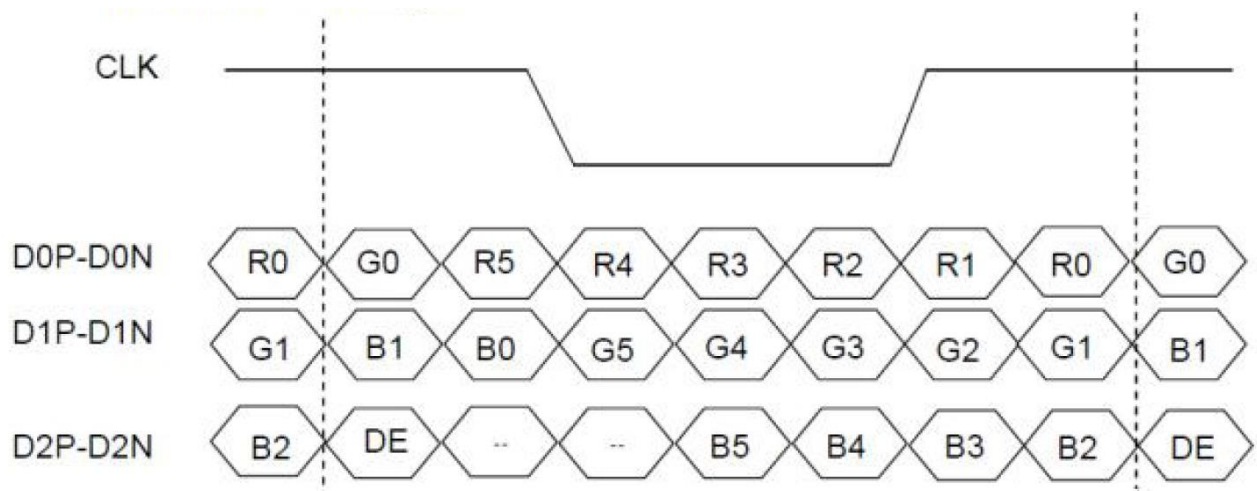 CLK
D0P-D0N R0 G0 R5 R4 R3 R2 R1 R0 G0
D1P-D1N G1 B1 B0 G5 G4 G3 G2 G1 B1
D2P-D2N B2 DE -- -- B5 B4 B3 B2 DE